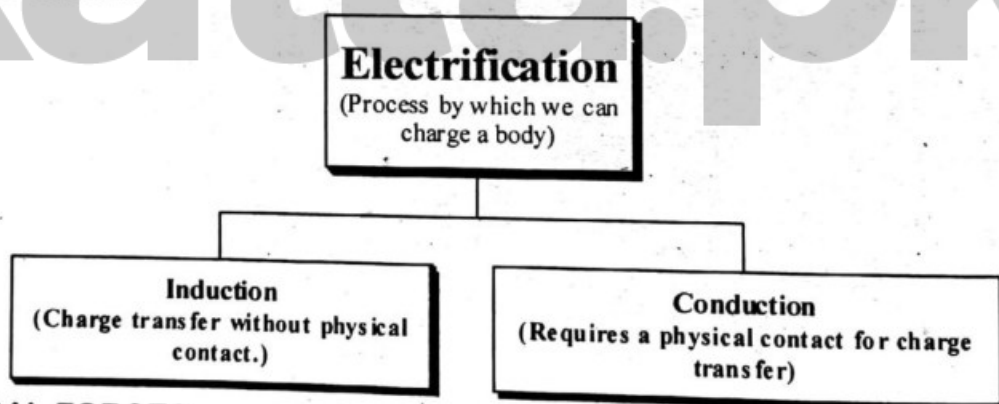 Electrification
(Process by which we can
charge a body)
Induction
(Charge transfer without physical
contact.)
Conduction
(Requires a physical contact for charge
transfer)